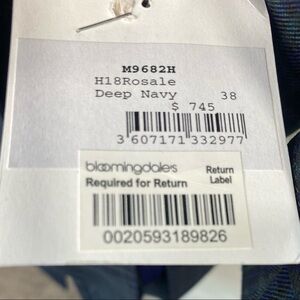 M9682H
H18Rosale
Deep Navy 38
$ 745
3 607171 332977
bloomingdales Return
Required for Return Label
0020593189826